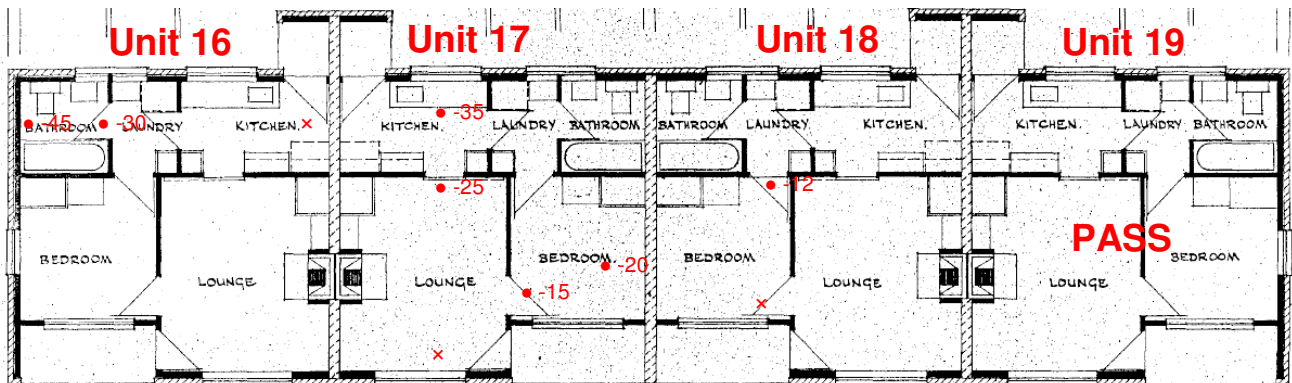 Unit 16
Unit 17
Unit 18
Unit 19
-45
BATHROOM
-30
LAUNDRY
KITCHEN.
×
-35
KITCHEN.
LAUNDRY
BATHROOM
BATHROOM
LAUNDRY
KITCHEN.
KITCHEN.
LAUNDRY
BATHROOM
-25
-12
PASS
BEDROOM
LOUNGE
LOUNGE
BEDROOM.
-20
-15
BEDROOM
×
LOUNGE
LOUNGE
BEDROOM
×